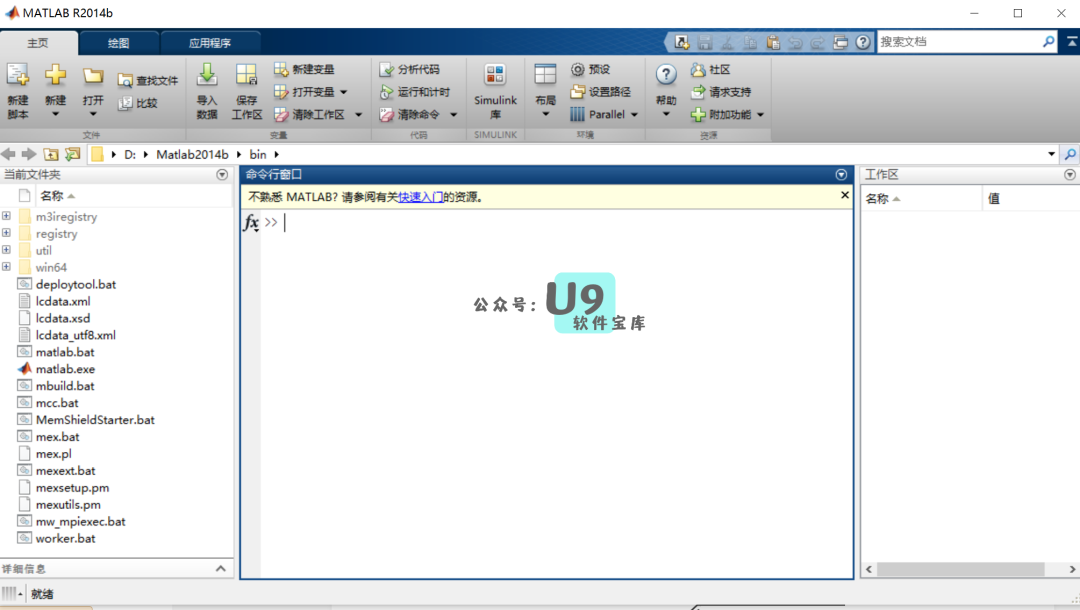 MATLAB R2014b
主页 绘图 应用程序
搜索文档
新建脚本
新建
打开
查找文件
比较
文件
导入数据
保存工作区
新建变量
打开变量
清除工作区
变量
分析代码
运行和计时
清除命令
代码
Simulink 库
SIMULINK
布局
预设
设置路径
Parallel
环境
帮助
社区
请求支持
附加功能
资源
D: Matlab2014b bin
当前文件夹
名称
m3iregistry
registry
util
win64
deploytool.bat
lcdata.xml
lcdata.xsd
lcdata_utf8.xml
matlab.bat
matlab.exe
mbuild.bat
mcc.bat
MemShieldStarter.bat
mex.bat
mex.pl
mexext.bat
mexsetup.pm
mexutils.pm
mw_mpiexec.bat
worker.bat
详细信息
就绪
命令行窗口
不熟悉 MATLAB? 请参阅有关快速入门的资源。
fx >>
公众号: U9
软件宝库
工作区
名称 值